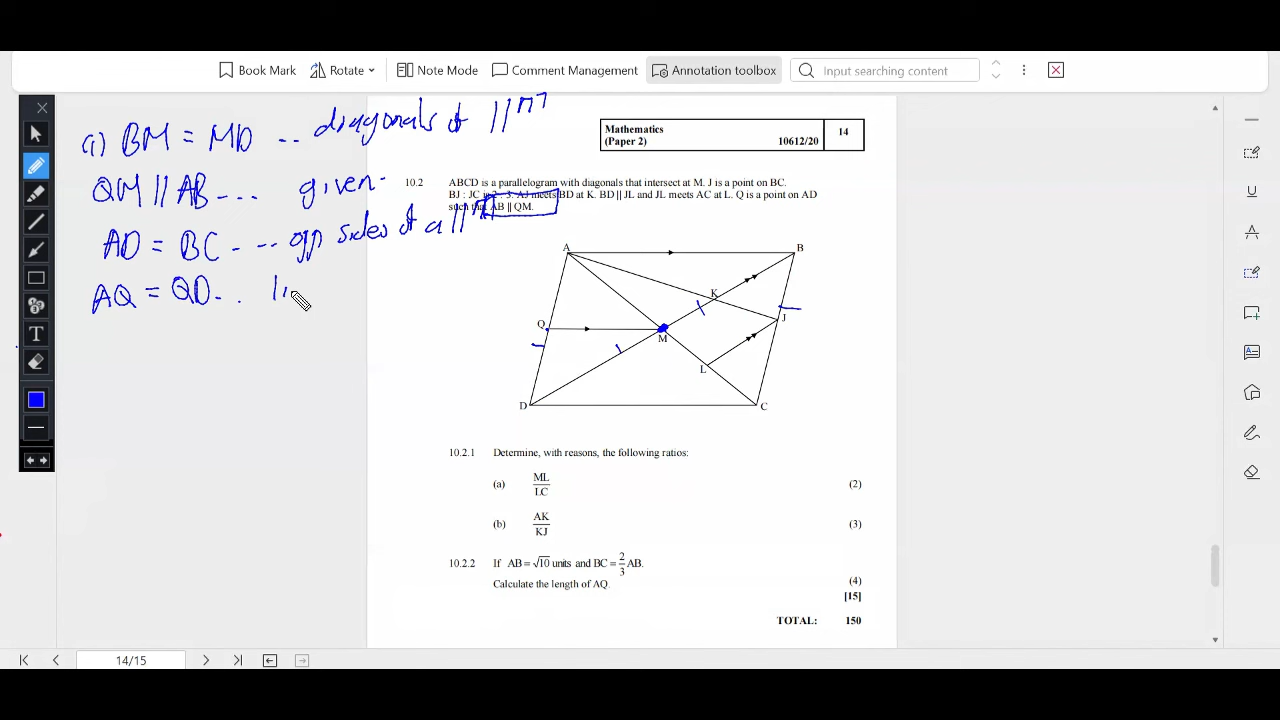 Book Mark Rotate Note Mode Comment Management Annotation toolbox Input searching content
a) BM = MD -- diagonals of ||m
QM || AB --- given.
AD = BC - -- opp sides of a ||m
AQ = QD - .
Mathematics
(Paper 2) 10612/20 14
10.2 ABCD is a parallelogram with diagonals that intersect at M. J is a point on BC.
BJ : JC is 2 : 3. AJ meets BD at K. BD || JL and JL meets AC at L. Q is a point on AD
such that AB || QM.
A B
K
Q J
M
L
D C
10.2.1 Determine, with reasons, the following ratios:
(a) ML/LC (2)
(b) AK/KJ (3)
10.2.2 If AB = √10 units and BC = 2/3 AB.
Calculate the length of AQ. (4)
[15]
TOTAL: 150
14/15